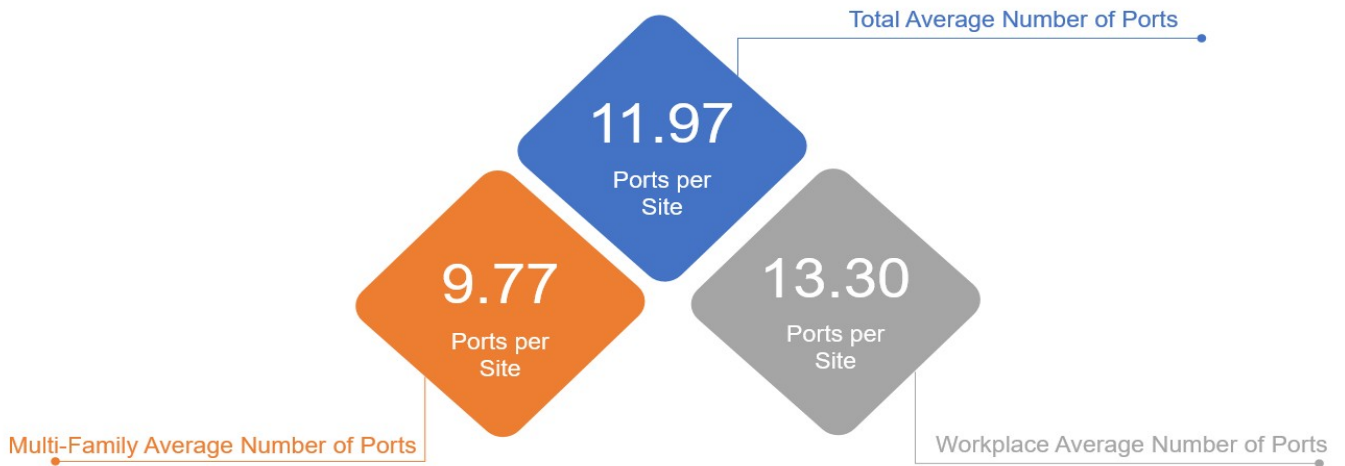 Total Average Number of Ports
11.97
Ports per
Site
9.77
Ports per
Site
13.30
Ports per
Site
Multi-Family Average Number of Ports
Workplace Average Number of Ports